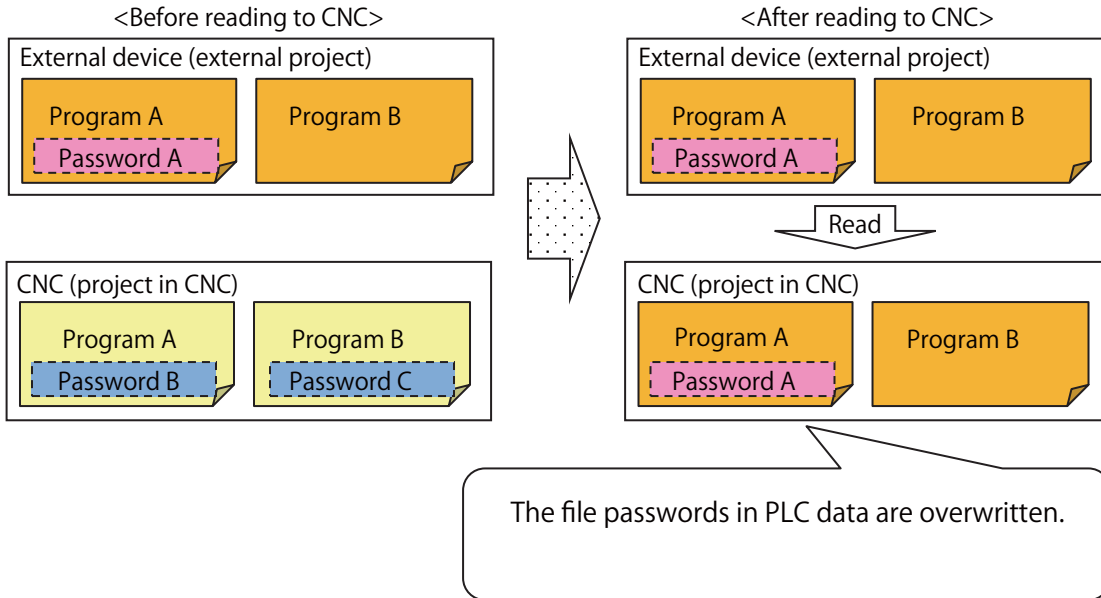 <Before reading to CNC>
External device (external project)
Program A
Password A
Program B
CNC (project in CNC)
Program A
Password B
Program B
Password C
<After reading to CNC>
External device (external project)
Program A
Password A
Program B
Read
CNC (project in CNC)
Program A
Password A
Program B
The file passwords in PLC data are overwritten.